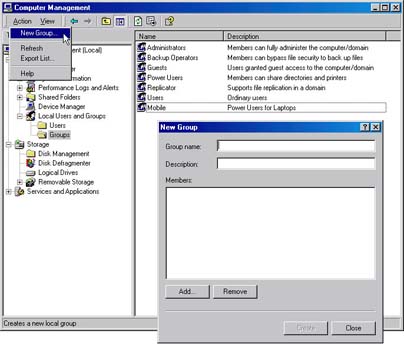 Computer Management
Action View
New Group...
Refresh
Export List...
Help
ment (Local)
Information
Performance Logs and Alerts
Shared Folders
Device Manager
Local Users and Groups
Users
Groups
Storage
Disk Management
Disk Defragmenter
Logical Drives
Removable Storage
Services and Applications
Name Description
Administrators Members can fully administer the computer/domain
Backup Operators Members can bypass file security to back up files
Guests Users granted guest access to the computer/domain
Power Users Members can share directories and printers
Replicator Supports file replication in a domain
Users Ordinary users
Mobile Power Users for Laptops
New Group
Group name:
Description:
Members:
Add... Remove
Create Close
Creates a new local group